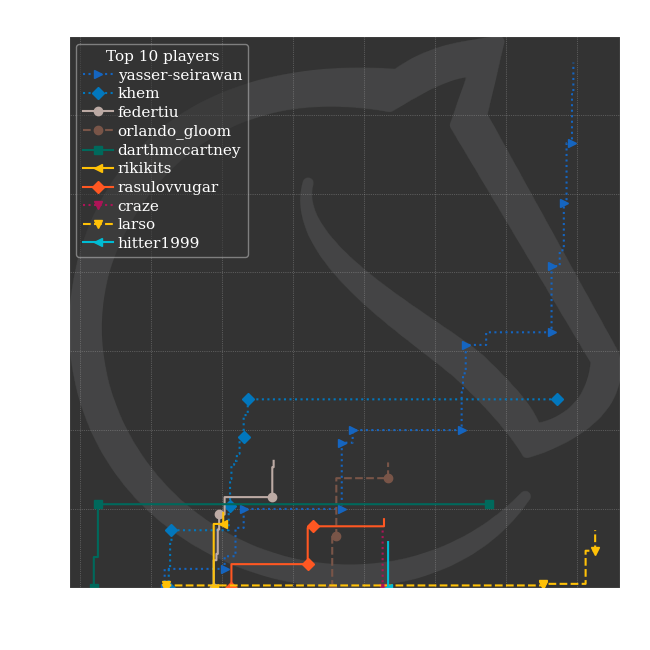 Top 10 players
yasser-seirawan
khem
federtiu
orlando_gloom
darthmccartney
rikikits
rasulovvugar
craze
larso
hitter1999